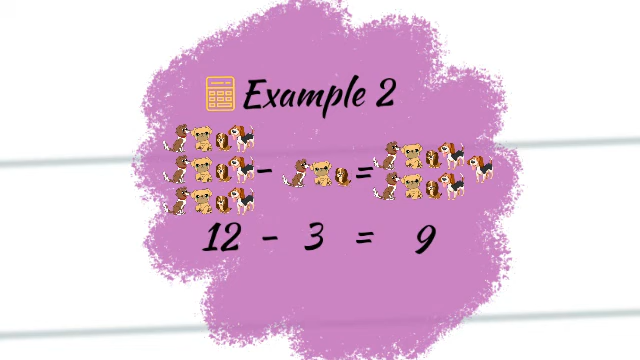 Example 2
- =
12 - 3 = 9